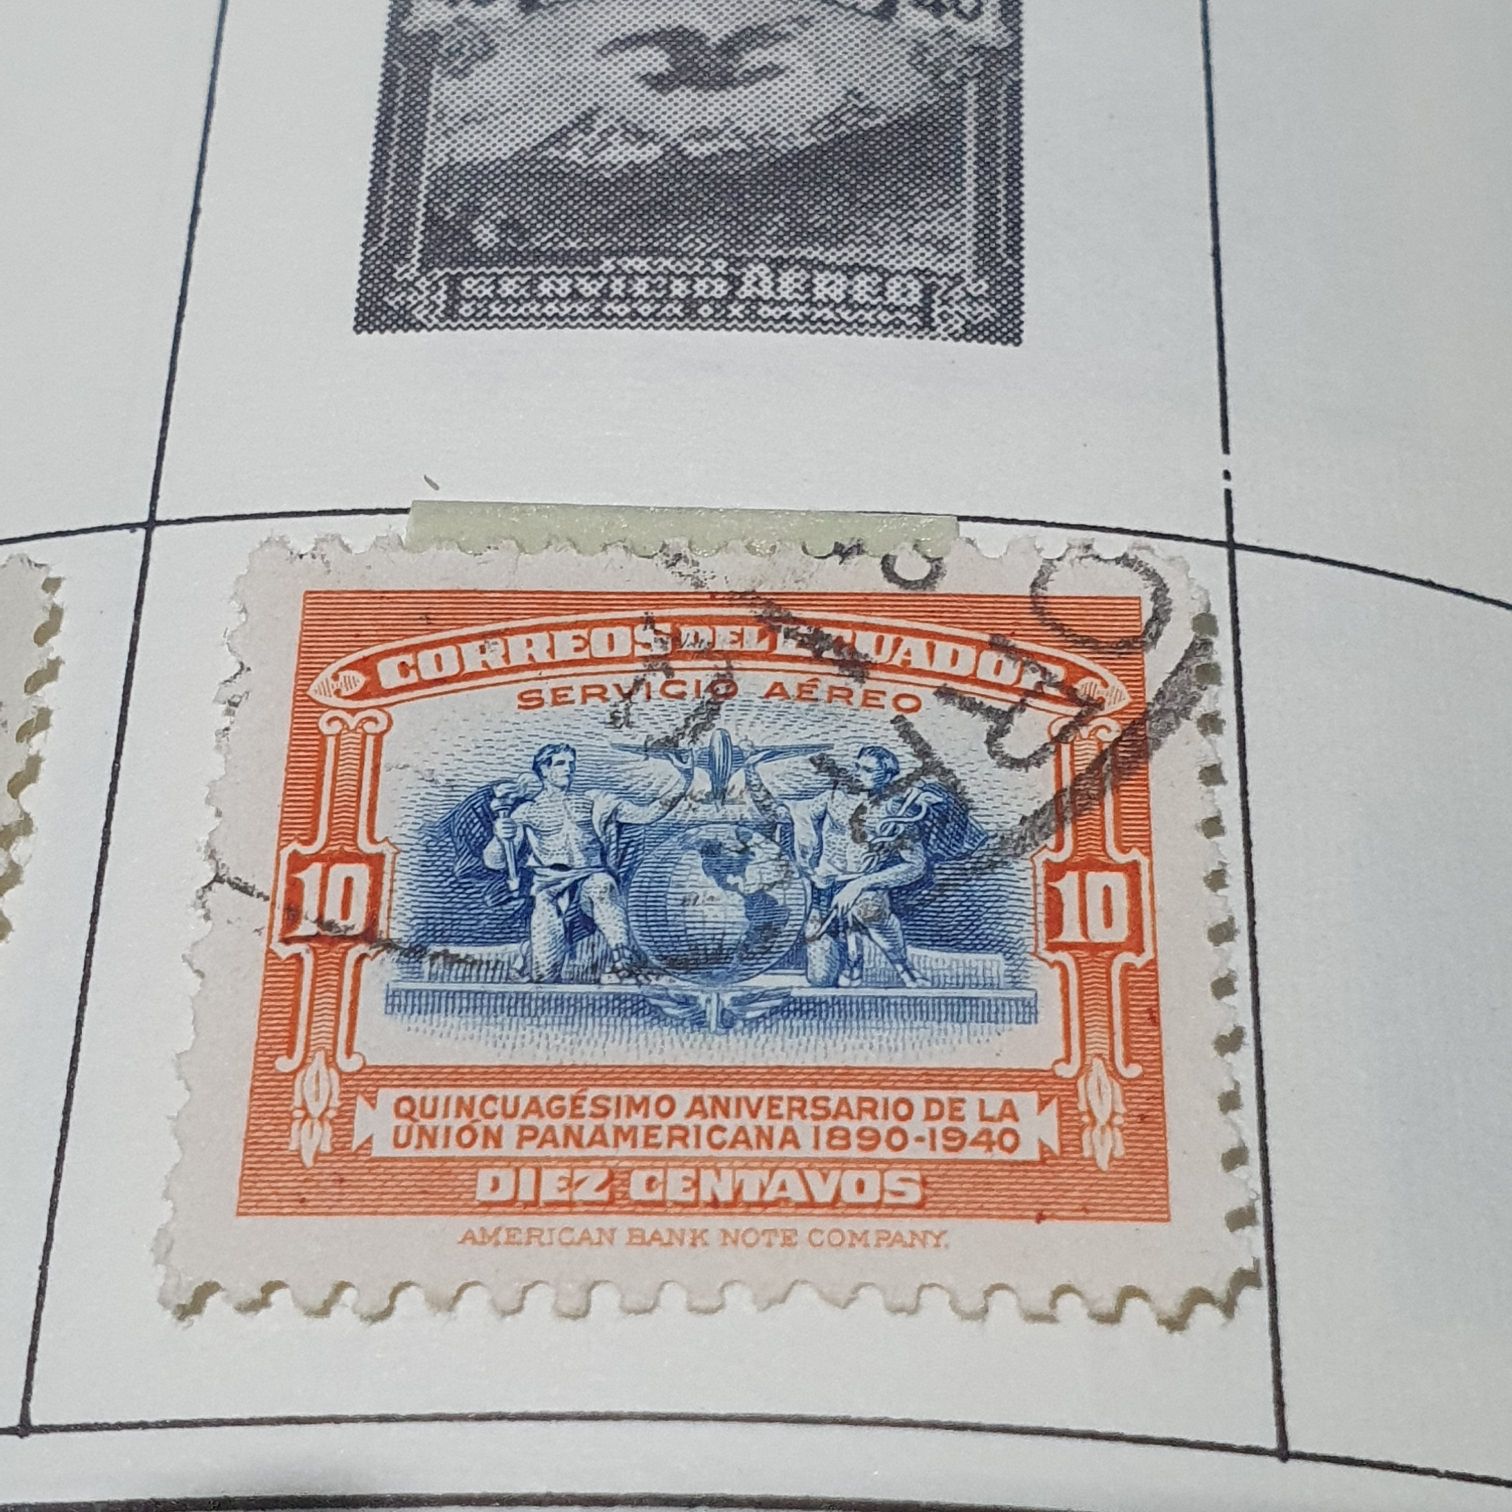 SERVICIO AÉREO
CORREOS DEL ECUADOR
SERVICIO AÉREO
10
10
QUINCUAGÉSIMO ANIVERSARIO DE LA
UNIÓN PANAMERICANA 1890-1940
DIEZ CENTAVOS
AMERICAN BANK NOTE COMPANY.